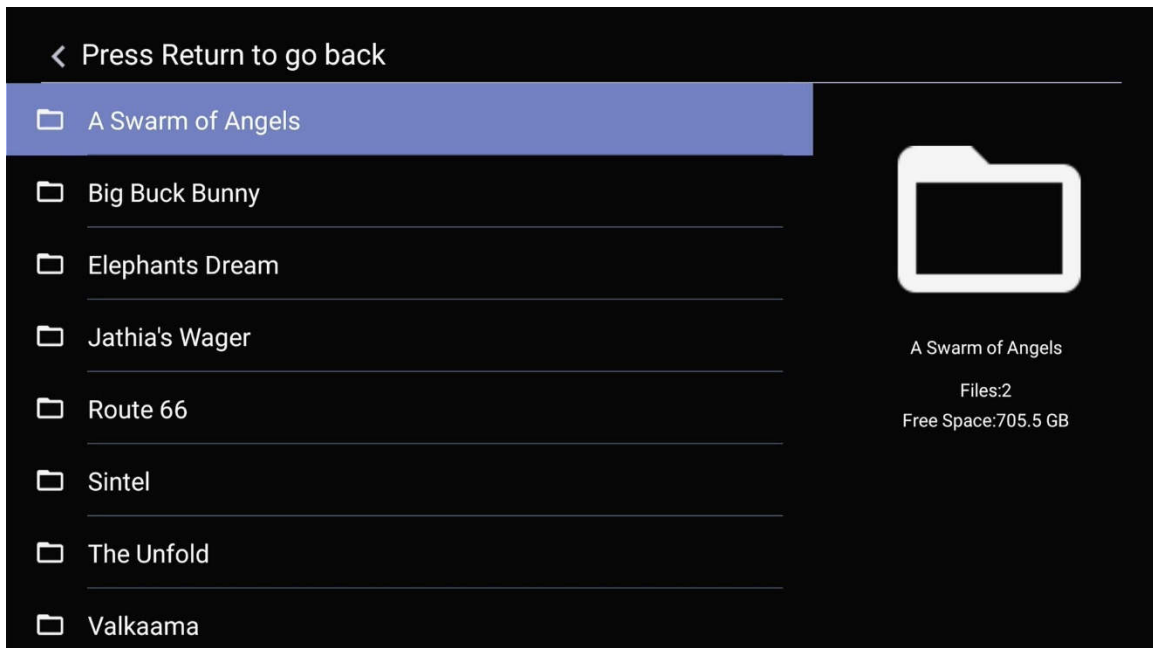 Press Return to go back
A Swarm of Angels
Big Buck Bunny
Elephants Dream
Jathia's Wager
Route 66
Sintel
The Unfold
Valkaama
A Swarm of Angels
Files:2
Free Space:705.5 GB